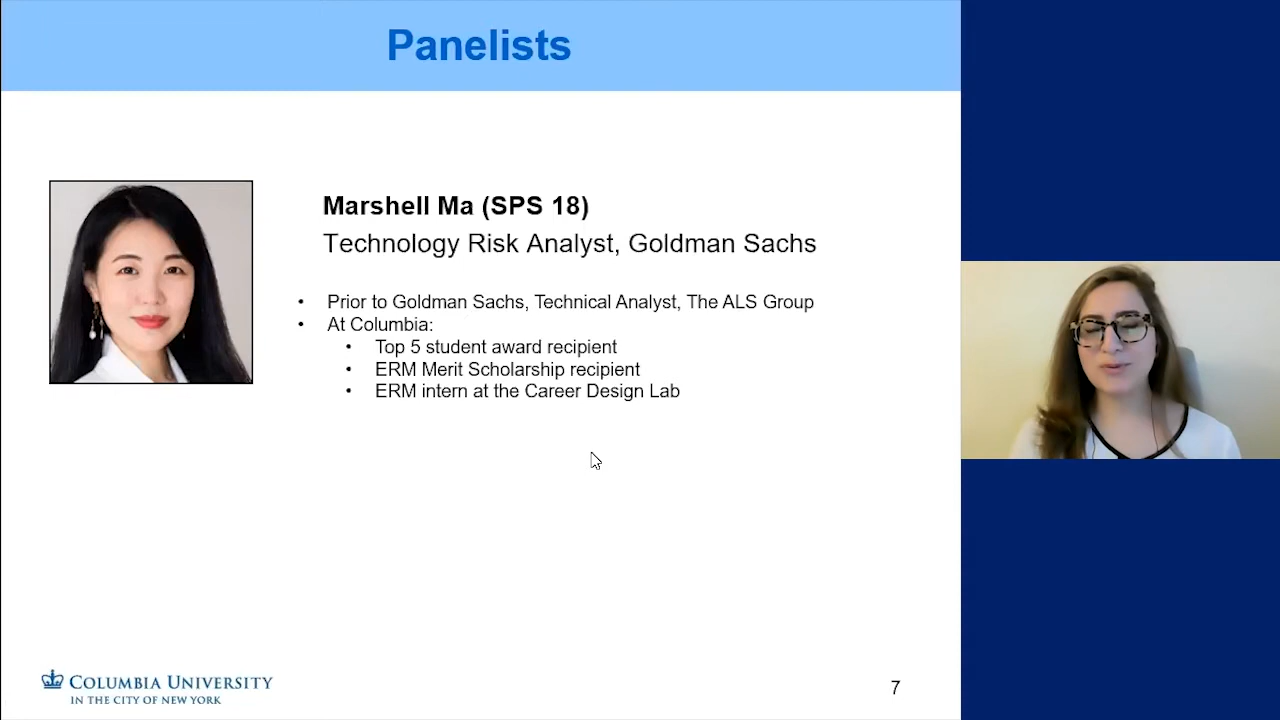 Panelists
Marshell Ma (SPS 18)
Technology Risk Analyst, Goldman Sachs
• Prior to Goldman Sachs, Technical Analyst, The ALS Group
• At Columbia:
• Top 5 student award recipient
• ERM Merit Scholarship recipient
• ERM intern at the Career Design Lab
COLUMBIA UNIVERSITY
IN THE CITY OF NEW YORK
7